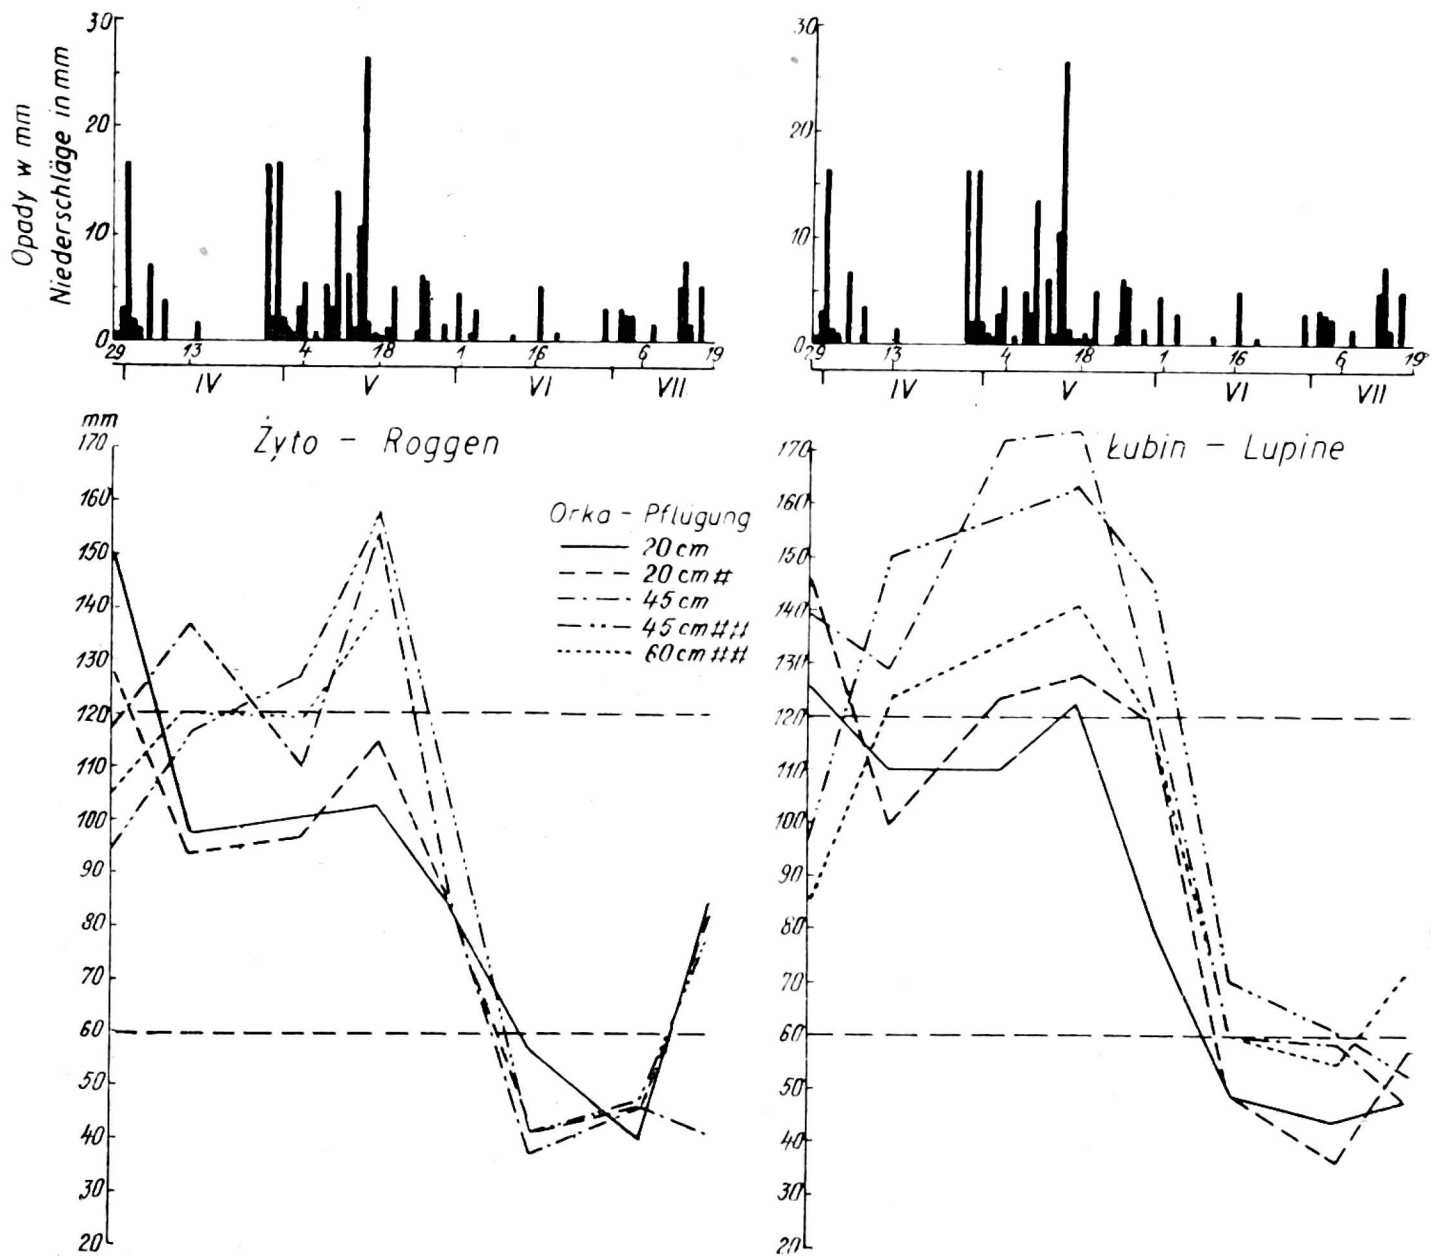 Opady w mm
Niederschläge in mm
30
20
10
0
29 13 4 18 1 16 6 19
IV V VI VII
30
20
10
0
29 13 4 18 1 16 6 19
IV V VI VII
Żyto – Roggen
mm
170
160
150
140
130
120
110
100
90
80
70
60
50
40
30
20
Orka – Pflügung
20 cm
20 cm #
45 cm
45 cm ##
60 cm ##
Łubin – Lupine
170
160
150
140
130
120
110
100
90
80
70
60
50
40
30
20